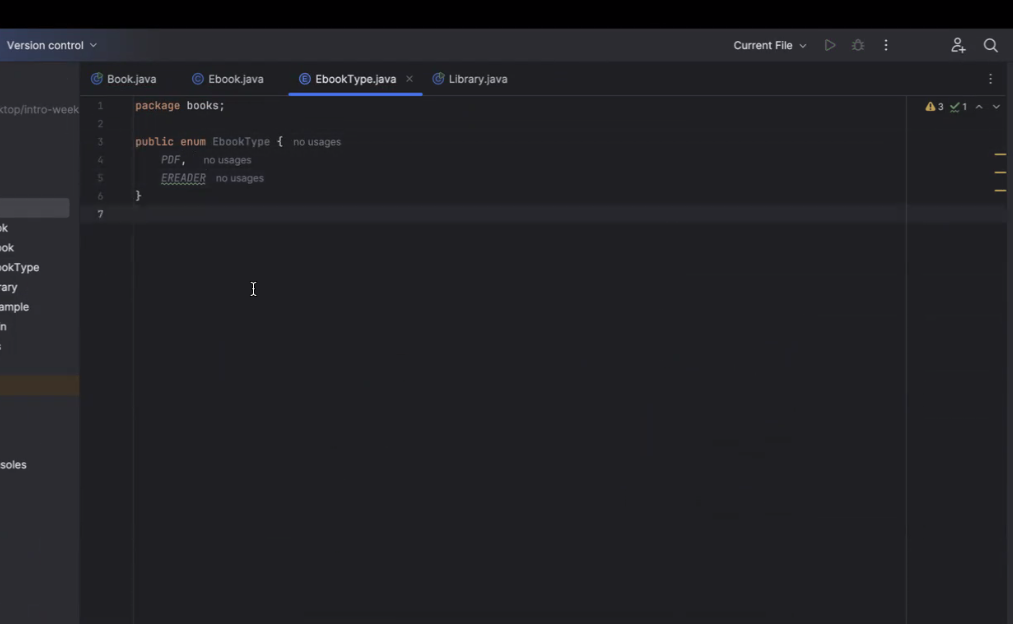 Version control
Current File
Book.java Ebook.java EbookType.java Library.java
ktop/intro-week
3 1
1 package books;
2
3 public enum EbookType { no usages
4 PDF, no usages
5 EREADER no usages
6 }
7
ok
ook
ookType
rary
ample
n
s
soles